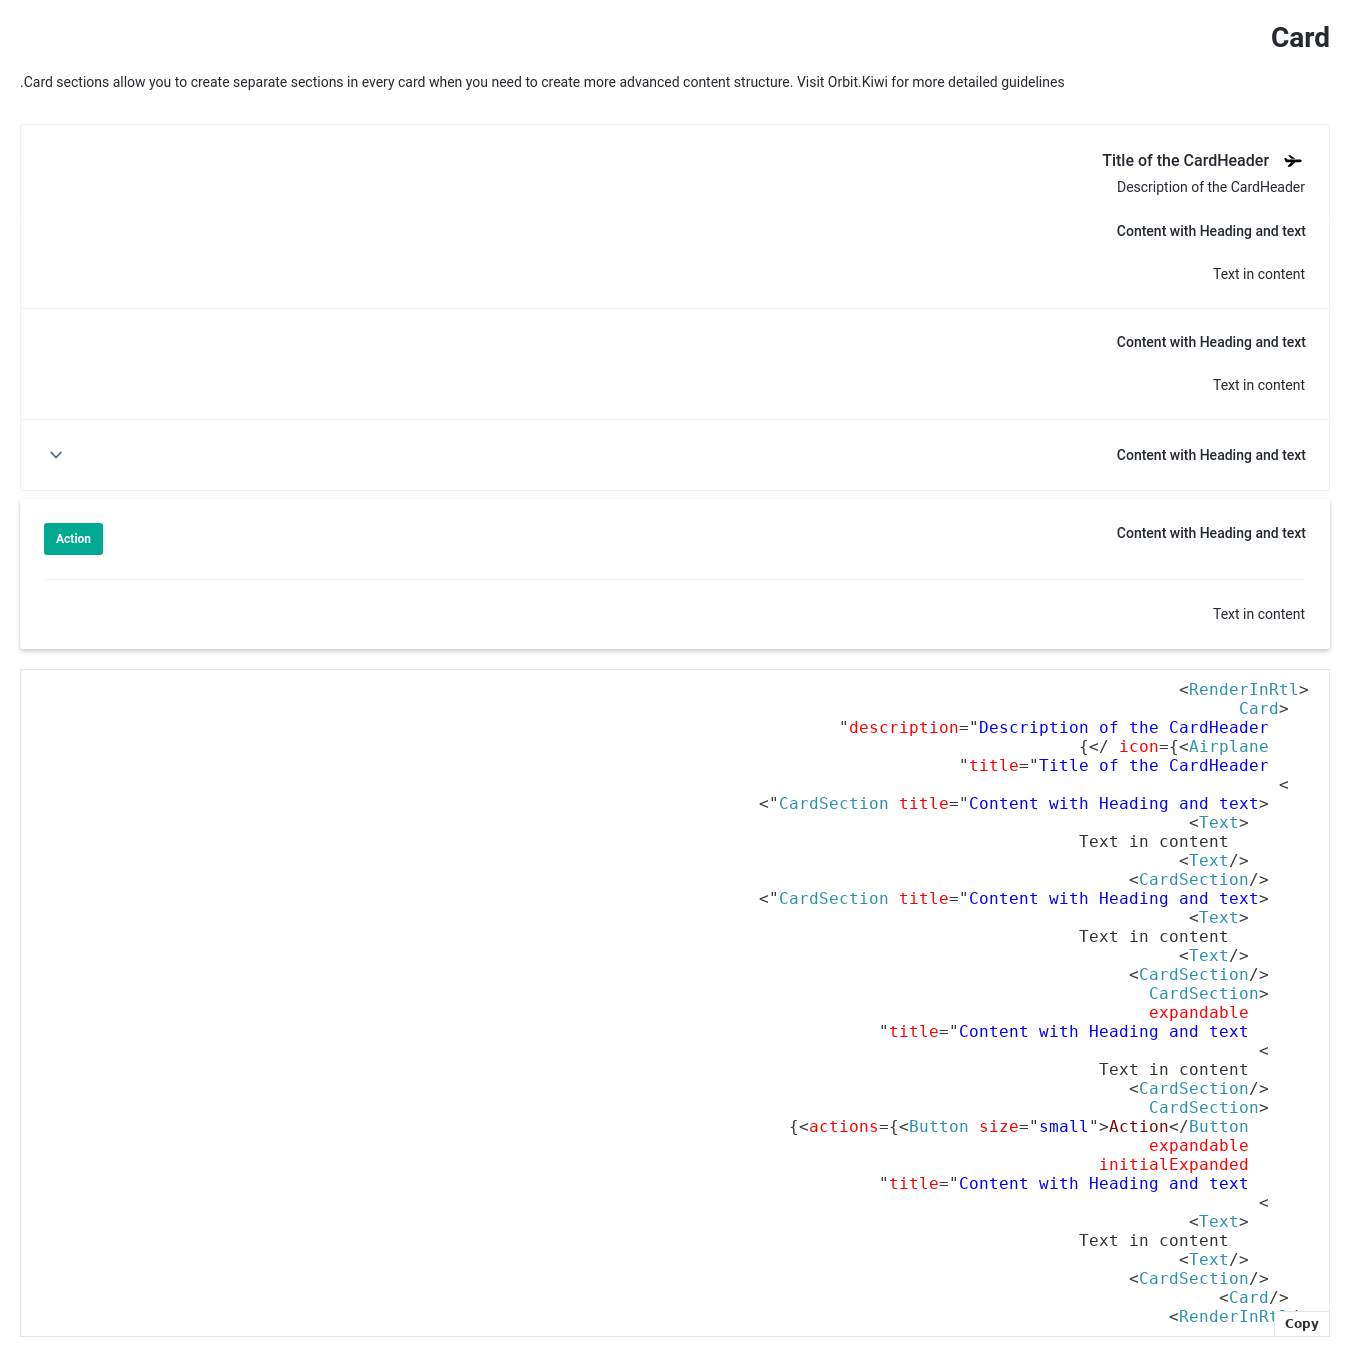 Card
.Card sections allow you to create separate sections in every card when you need to create more advanced content structure. Visit Orbit.Kiwi for more detailed guidelines
Title of the CardHeader
Description of the CardHeader
Content with Heading and text
Text in content
Content with Heading and text
Text in content
Content with Heading and text
Content with Heading and text
Action
Text in content
<RenderInRtl>
Card>
"description="Description of the CardHeader
{</ icon={<Airplane
"title="Title of the CardHeader
<
<"CardSection title="Content with Heading and text>
<Text>
Text in content
<Text/>
<CardSection/>
<"CardSection title="Content with Heading and text>
<Text>
Text in content
<Text/>
<CardSection/>
CardSection>
expandable
"title="Content with Heading and text
<
Text in content
<CardSection/>
CardSection>
{<actions={<Button size="small">Action</Button
expandable
initialExpanded
"title="Content with Heading and text
<
<Text>
Text in content
<Text/>
<CardSection/>
<Card/>
<RenderInRtl/>
Copy